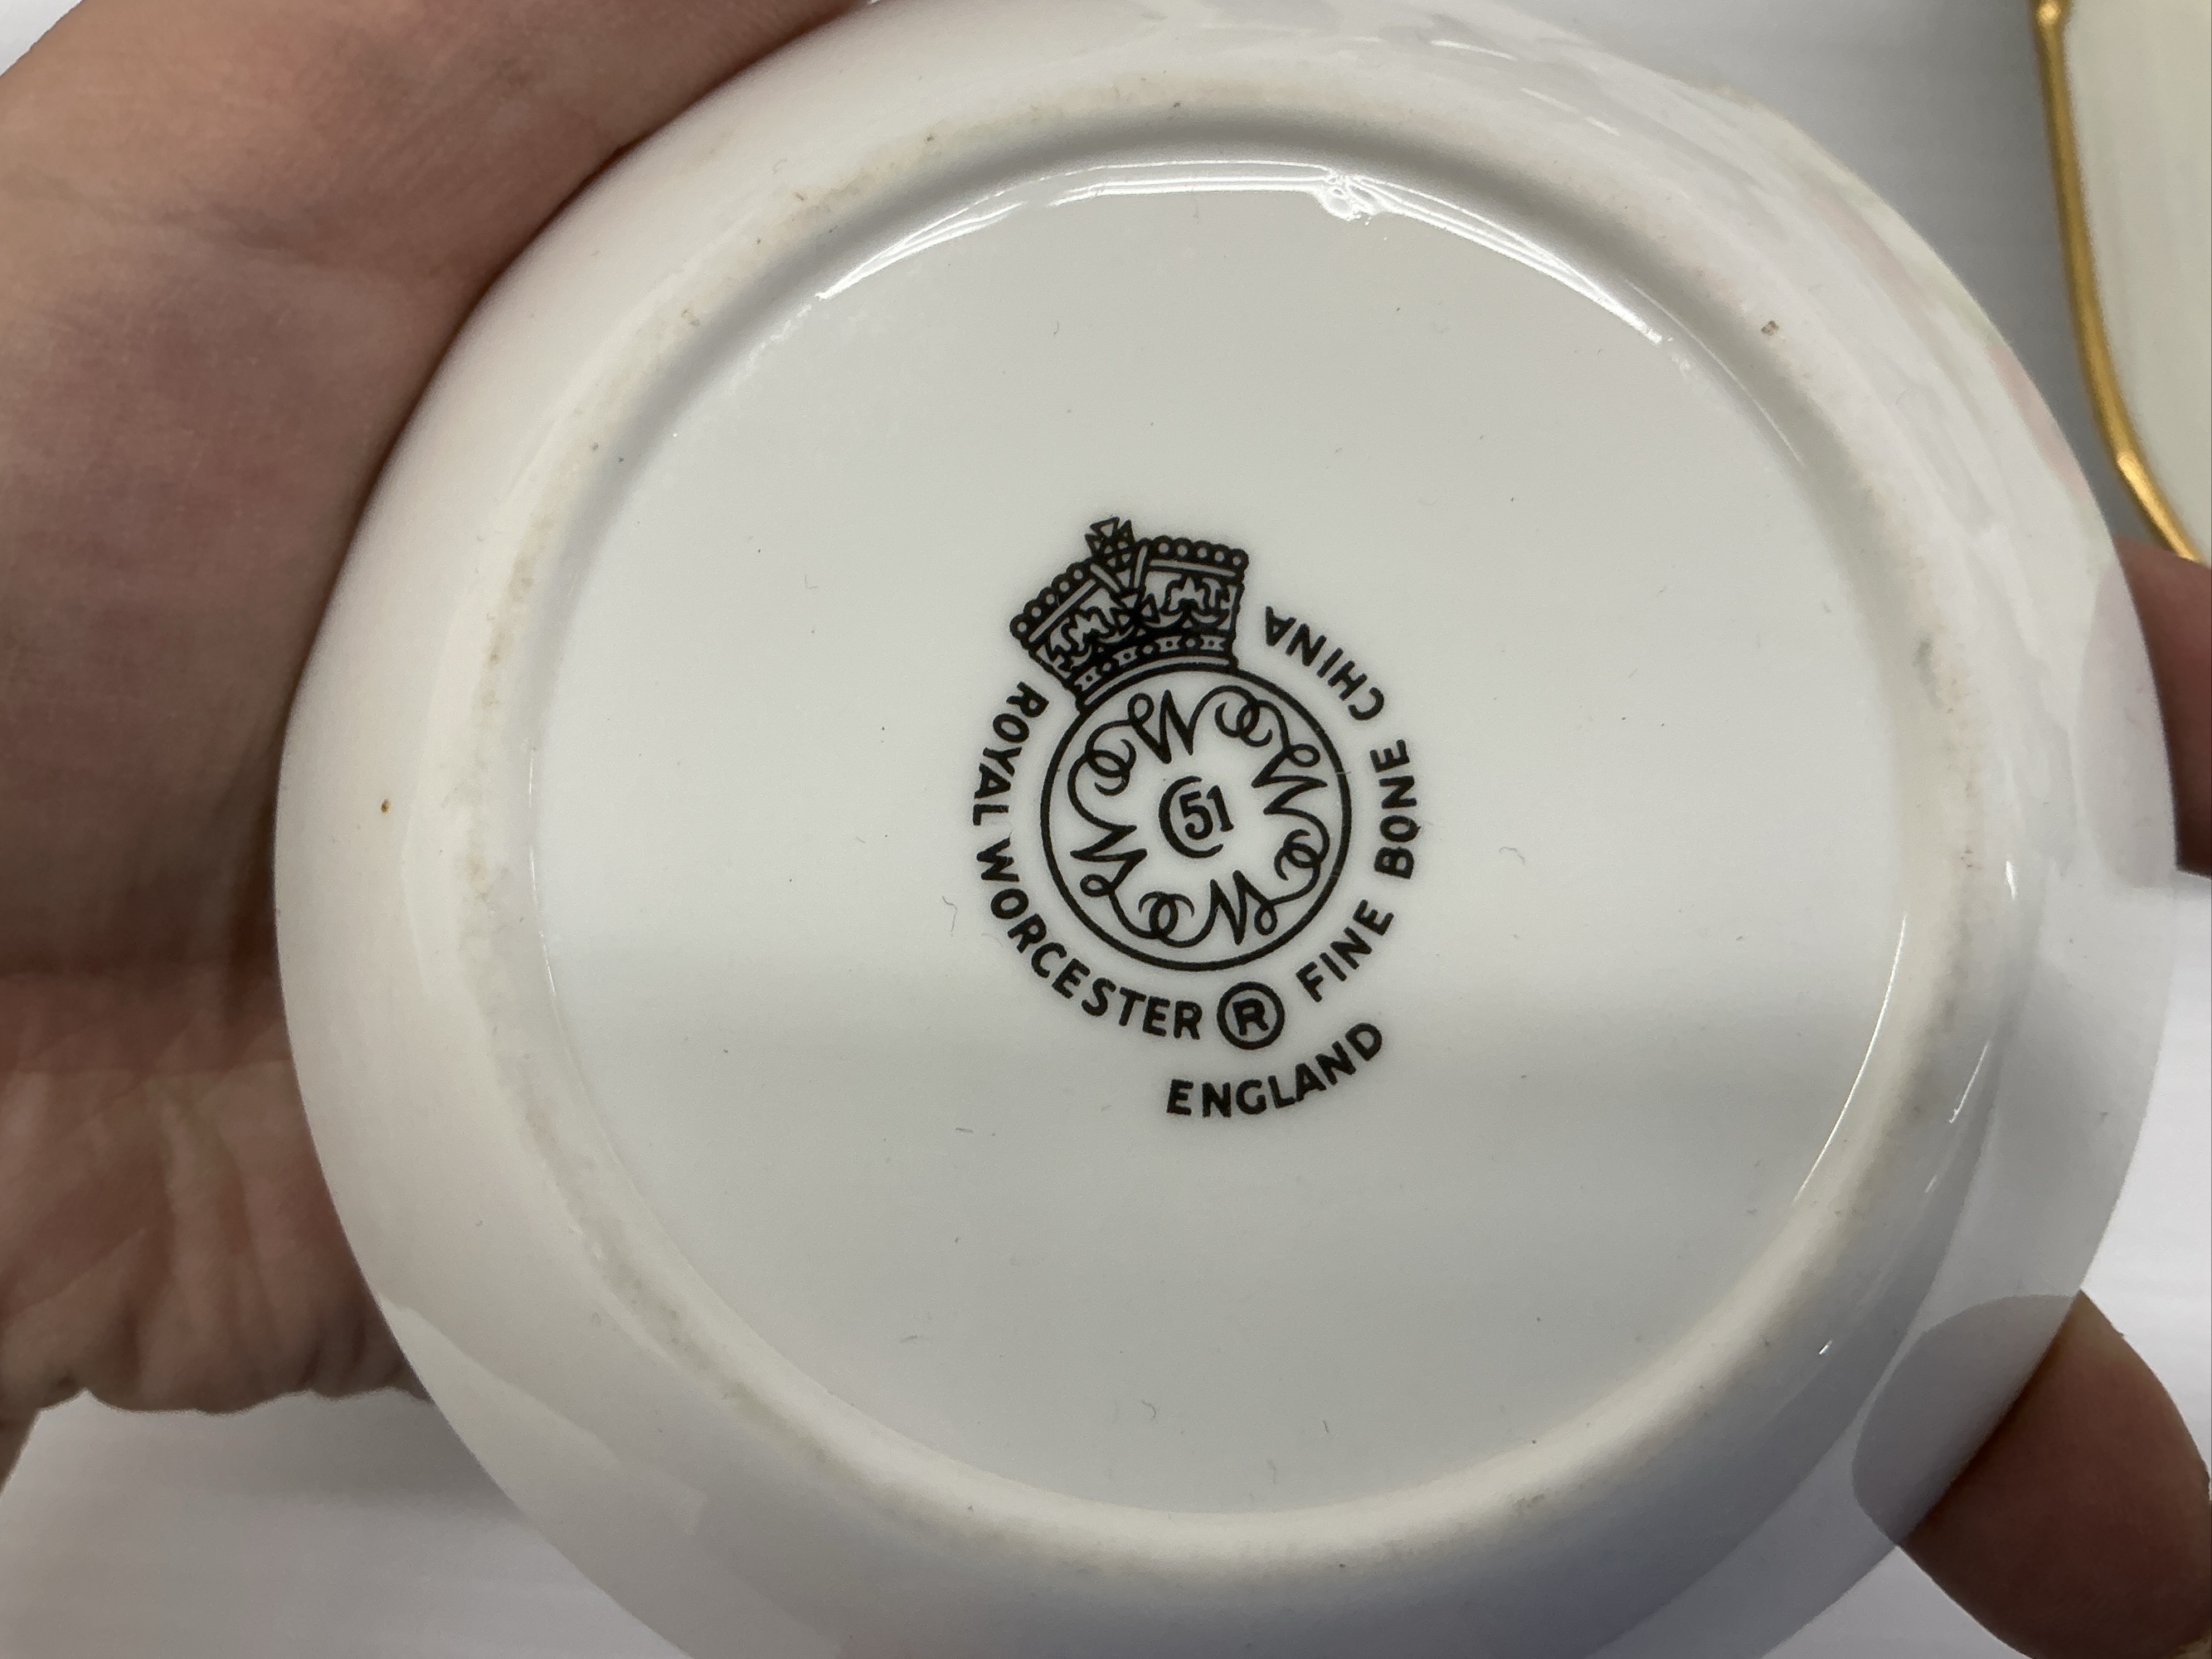 51
ROYAL WORCESTER ® FINE BONE CHINA
ENGLAND